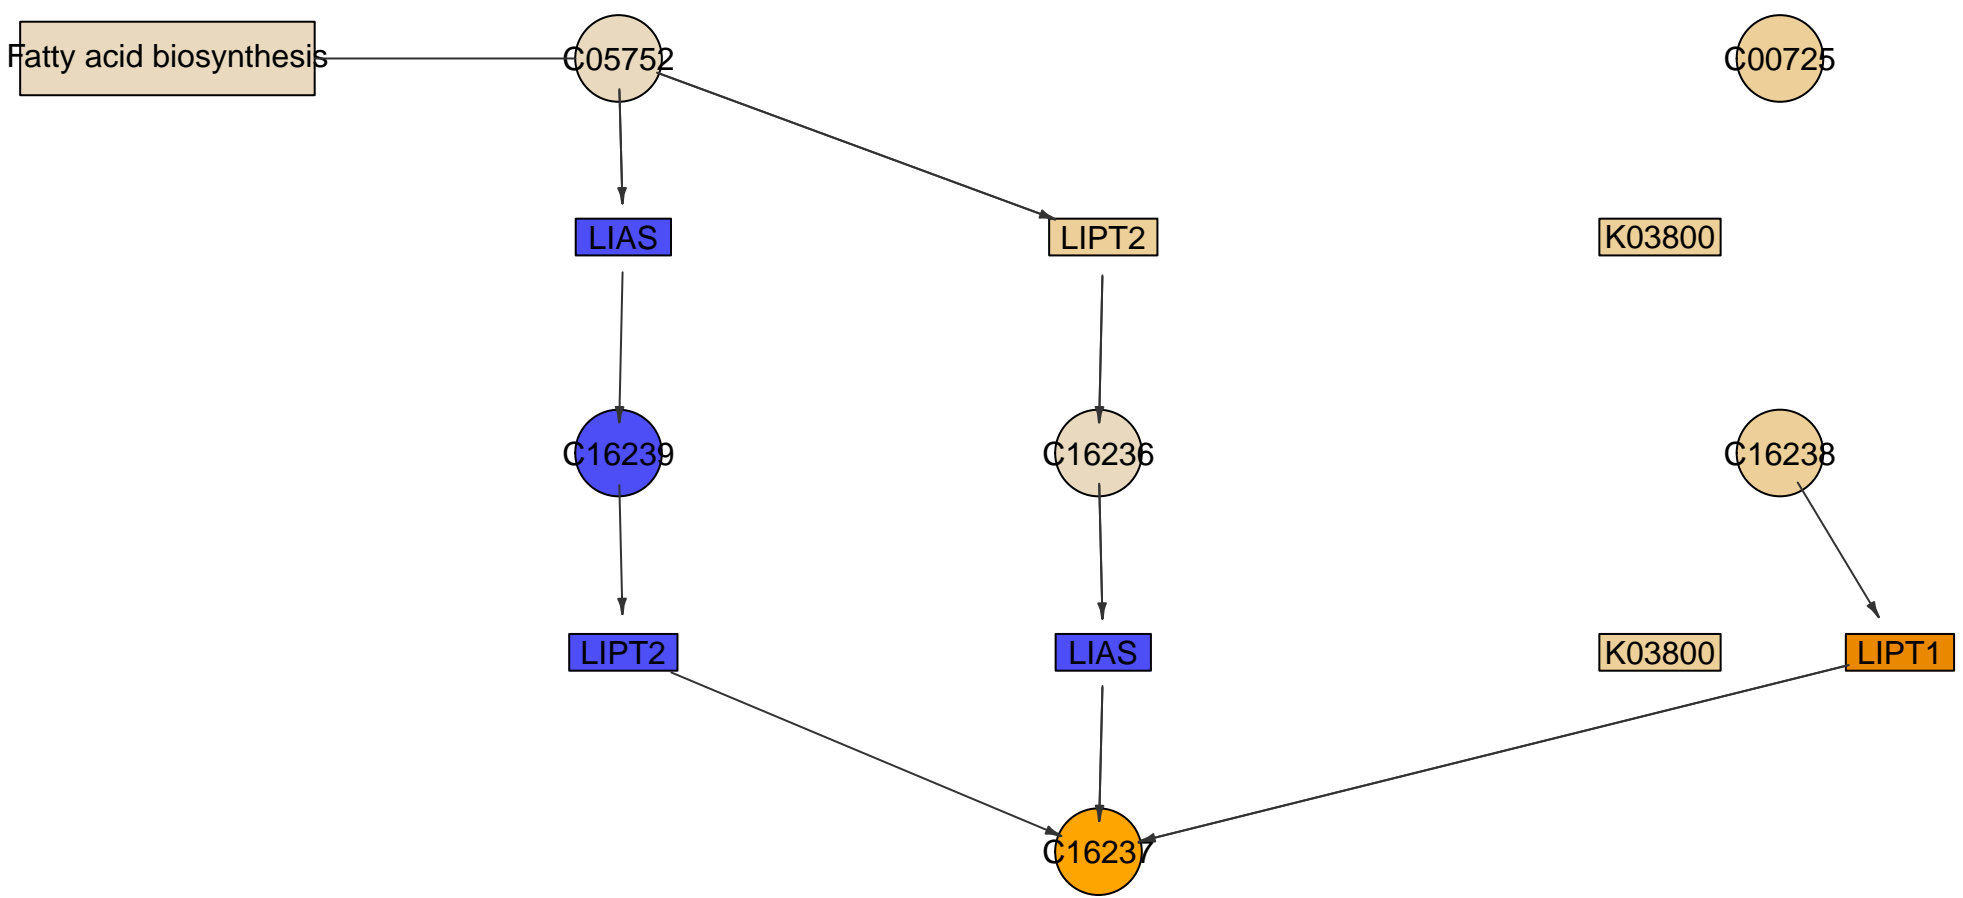 Fatty acid biosynthesis
C05752
C00725
LIAS
LIPT2
K03800
C16239
C16236
C16238
LIPT2
LIAS
K03800
LIPT1
C16237